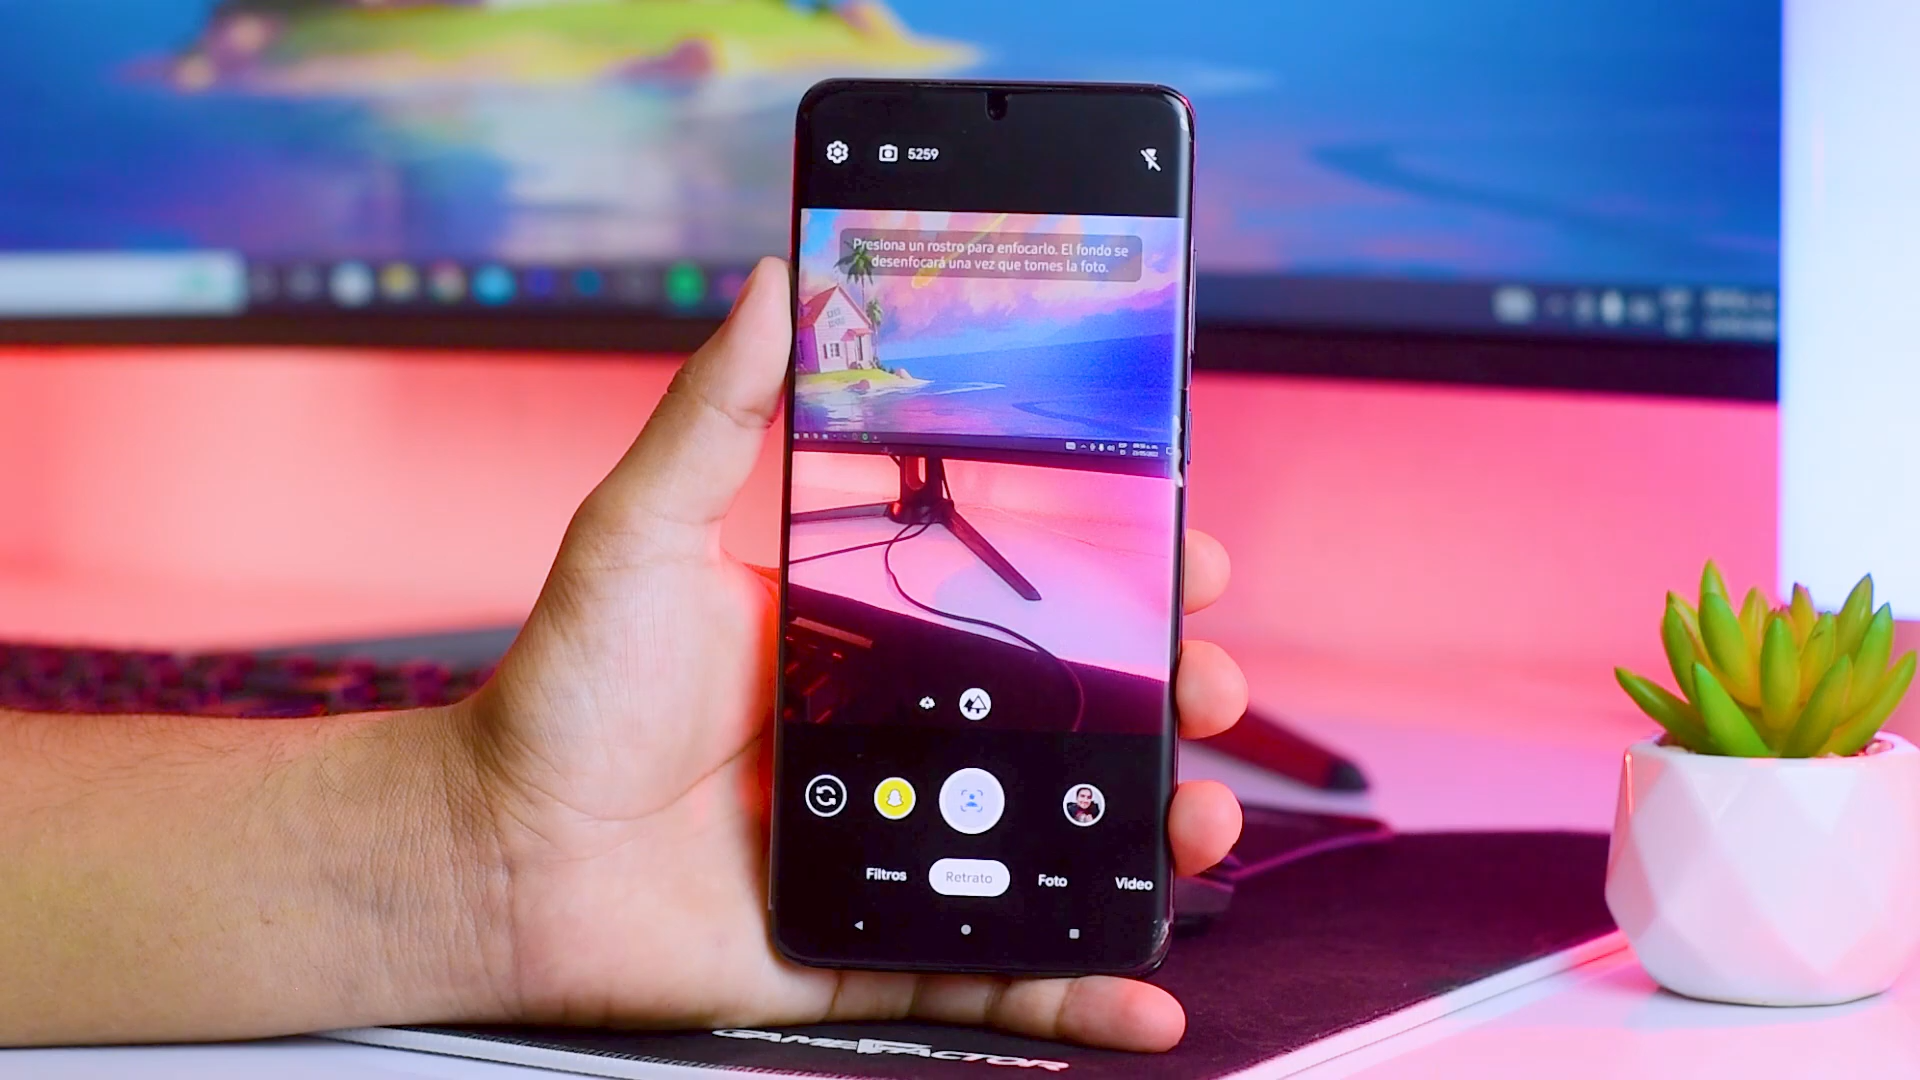 5259
Presiona un rostro para enfocarlo. El fondo se
desenfocará una vez que tomes la foto.
Filtros
Retrato
Foto
Video
GAMEFACTOR